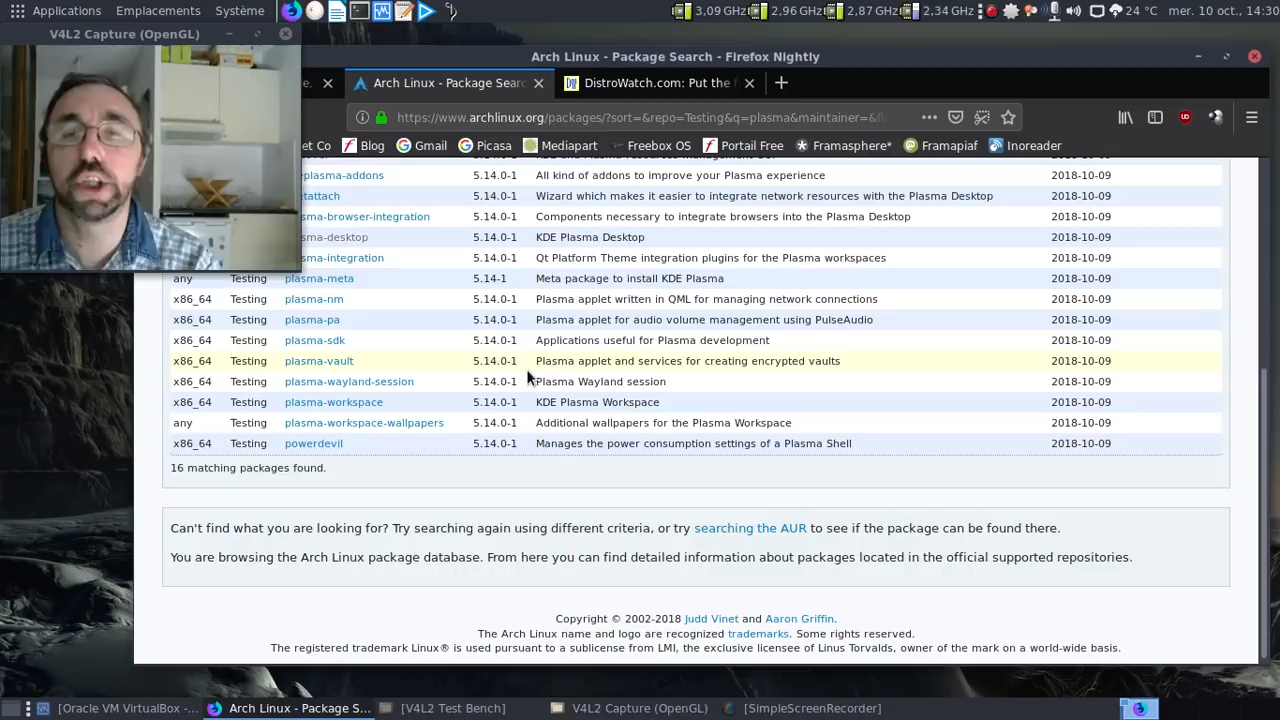 Applications Emplacements Système 3,09 GHz 2,96 GHz 2,87 GHz 2,34 GHz 24 °C mer. 10 oct., 14:30
V4L2 Capture (OpenGL)
Arch Linux - Package Search - Firefox Nightly
Arch Linux - Package Searc DistroWatch.com: Put the f
https://www.archlinux.org/packages/?sort=&repo=Testing&q=plasma&maintainer=&fl
et Co Blog Gmail Picasa Mediapart Freebox OS Portail Free Framasphere* Framapiaf Inoreader
eplasma-addons 5.14.0-1 All kind of addons to improve your Plasma experience 2018-10-09
etattach 5.14.0-1 Wizard which makes it easier to integrate network resources with the Plasma Desktop 2018-10-09
sma-browser-integration 5.14.0-1 Components necessary to integrate browsers into the Plasma Desktop 2018-10-09
sma-desktop 5.14.0-1 KDE Plasma Desktop 2018-10-09
sma-integration 5.14.0-1 Qt Platform Theme integration plugins for the Plasma workspaces 2018-10-09
any Testing plasma-meta 5.14-1 Meta package to install KDE Plasma 2018-10-09
x86_64 Testing plasma-nm 5.14.0-1 Plasma applet written in QML for managing network connections 2018-10-09
x86_64 Testing plasma-pa 5.14.0-1 Plasma applet for audio volume management using PulseAudio 2018-10-09
x86_64 Testing plasma-sdk 5.14.0-1 Applications useful for Plasma development 2018-10-09
x86_64 Testing plasma-vault 5.14.0-1 Plasma applet and services for creating encrypted vaults 2018-10-09
x86_64 Testing plasma-wayland-session 5.14.0-1 Plasma Wayland session 2018-10-09
x86_64 Testing plasma-workspace 5.14.0-1 KDE Plasma Workspace 2018-10-09
any Testing plasma-workspace-wallpapers 5.14.0-1 Additional wallpapers for the Plasma Workspace 2018-10-09
x86_64 Testing powerdevil 5.14.0-1 Manages the power consumption settings of a Plasma Shell 2018-10-09
16 matching packages found.
Can't find what you are looking for? Try searching again using different criteria, or try searching the AUR to see if the package can be found there.
You are browsing the Arch Linux package database. From here you can find detailed information about packages located in the official supported repositories.
Copyright © 2002-2018 Judd Vinet and Aaron Griffin.
The Arch Linux name and logo are recognized trademarks. Some rights reserved.
The registered trademark Linux® is used pursuant to a sublicense from LMI, the exclusive licensee of Linus Torvalds, owner of the mark on a world-wide basis.
[Oracle VM VirtualBox -... Arch Linux - Package S... [V4L2 Test Bench] V4L2 Capture (OpenGL) [SimpleScreenRecorder]